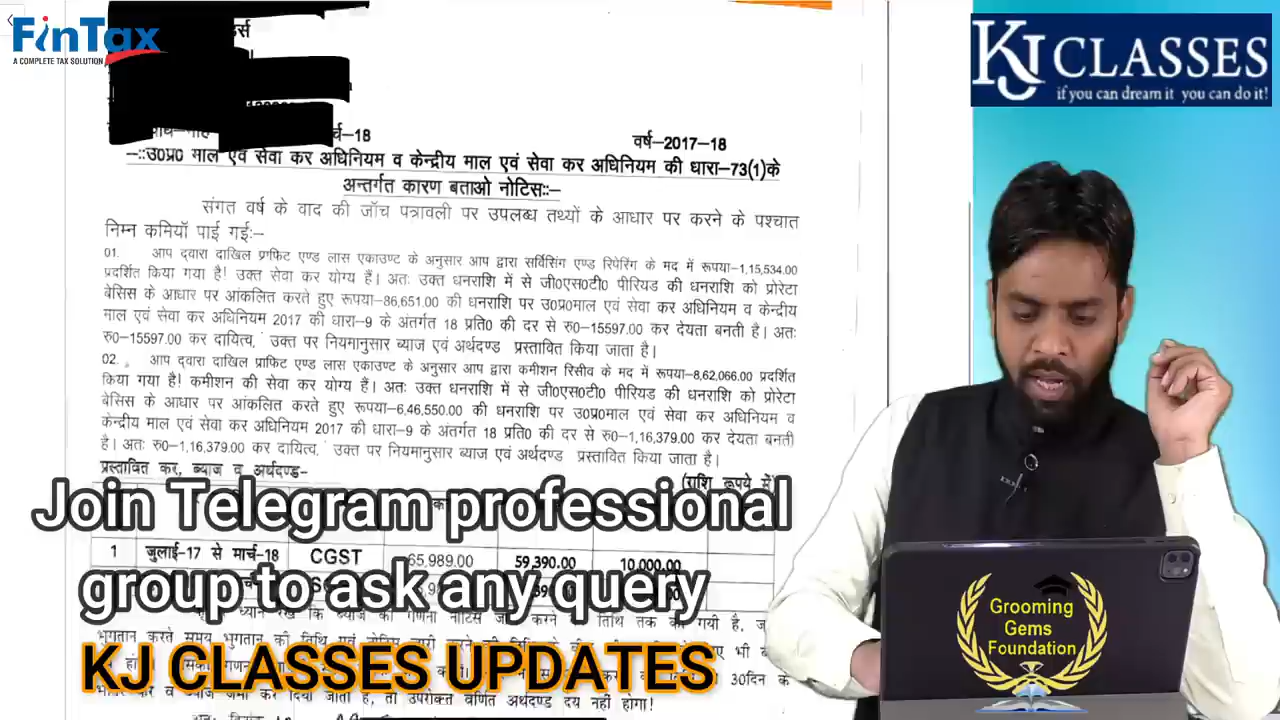 FinTax
A COMPLETE TAX SOLUTION
KJ CLASSES
if you can dream it you can do it!
र्च-18
वर्ष-2017-18
-ः:उ0प्र0 माल एवं सेवा कर अधिनियम व केन्द्रीय माल एवं सेवा कर अधिनियम की धारा-73(1)के
अन्तर्गत कारण बताओ नोटिसः:-
संगत वर्ष के वाद की जॉच पत्रावली पर उपलब्ध तथ्यों के आधार पर करने के पश्चात
निम्न कमियॉ पाई गई:-
01. आप द्वारा दाखिल प्रफिट एण्ड लास एकाउण्ट के अनुसार आप द्वारा सर्विसिंग एण्ड रिपेरिंग के मद में रूपया-1,15,534.00
प्रदर्शित किया गया है! उक्त सेवा कर योग्य हैं। अतः उक्त धनराशि में से जी0एस0टी0 पीरियड की धनराशि को प्रोरेटा
बेसिस के आधार पर आंकलित करते हुए रूपया-86,651.00 की धनराशि पर उ0प्र0माल एवं सेवा कर अधिनियम व केन्द्रीय
माल एवं सेवा कर अधिनियम 2017 की धारा-9 के अंतर्गत 18 प्रति0 की दर से रु0-15597.00 कर देयता बनती है। अतः
रु0-15597.00 कर दायित्व, उक्त पर नियमानुसार ब्याज एवं अर्थदण्ड प्रस्तावित किया जाता है।
02. आप द्वारा दाखिल प्राफिट एण्ड लास एकाउण्ट के अनुसार आप द्वारा कमीशन रिसीव के मद में रूपया-8,62,066.00 प्रदर्शित
किया गया है! कमीशन की सेवा कर योग्य हैं। अतः उक्त धनराशि में से जी0एस0टी0 पीरियड की धनराशि को प्रोरेटा
बेसिस के आधार पर आंकलित करते हुए रूपया-6,46,550.00 की धनराशि पर उ0प्र0माल एवं सेवा कर अधिनियम व
केन्द्रीय माल एवं सेवा कर अधिनियम 2017 की धारा-9 के अंतर्गत 18 प्रति0 की दर से रु0-1,16,379.00 कर देयता बनती
है। अतः रु0-1,16,379.00 कर दायित्व, उक्त पर नियमानुसार ब्याज एवं अर्थदण्ड प्रस्तावित किया जाता है।
प्रस्तावित कर, ब्याज व अर्थदण्ड-
(राशि रूपये में
Join Telegram professional
1 जुलाई-17 से मार्च-18 CGST 65,989.00 59,390.00 10,000.00
group to ask any query
KJ CLASSES UPDATES
Grooming
Gems
Foundation